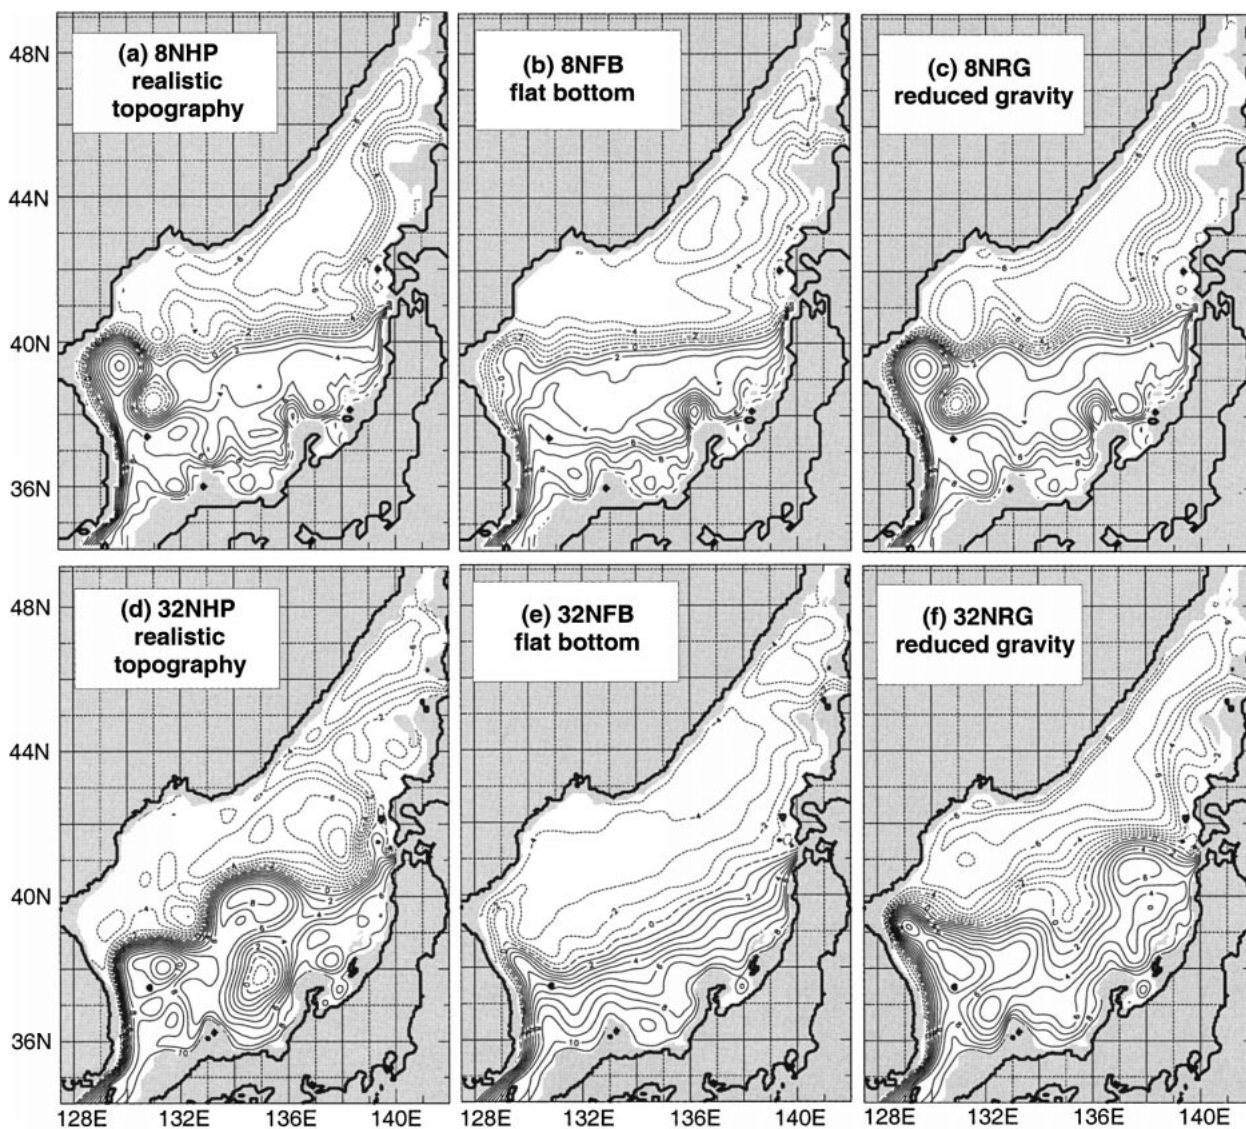 (a) 8NHP
realistic
topography
(b) 8NFB
flat bottom
(c) 8NRG
reduced gravity
48N
44N
40N
36N
(d) 32NHP
realistic
topography
(e) 32NFB
flat bottom
(f) 32NRG
reduced gravity
48N
44N
40N
36N
128E 132E 136E 140E 128E 132E 136E 140E 128E 132E 136E 140E